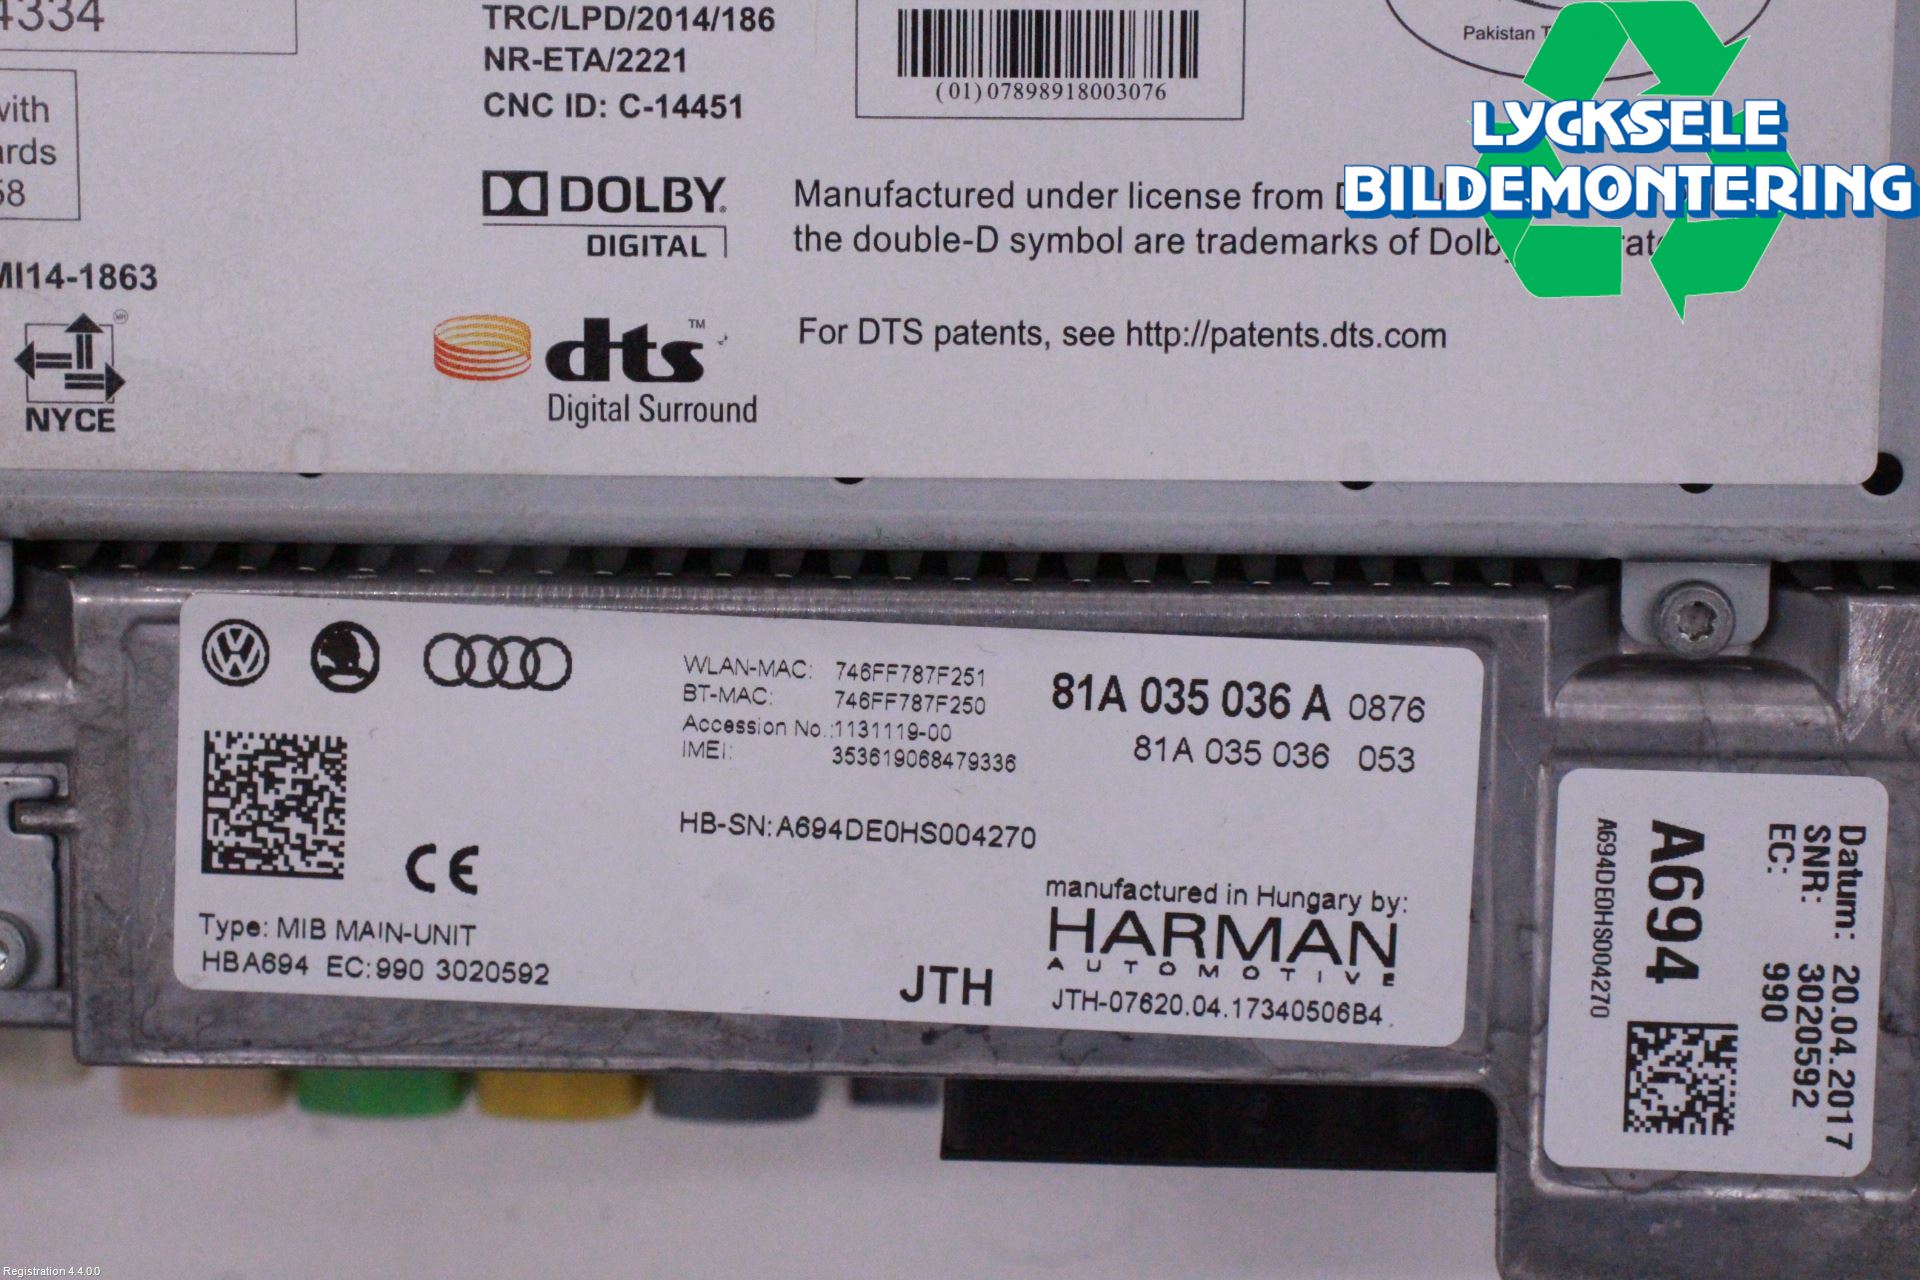 4334
with
ards
58
MI14-1863
NYCE
TRC/LPD/2014/186
NR-ETA/2221
CNC ID: C-14451
(01)07898918003076
Pakistan
LYCKSELE
BILDEMONTERING
DOLBY
DIGITAL
Manufactured under license from
the double-D symbol are trademarks of
dts™
Digital Surround
For DTS patents, see http://patents.dts.com
WLAN-MAC: 746FF787F251
BT-MAC: 746FF787F250
Accession No.:1131119-00
IMEI: 353619068479336
81A 035 036 A 0876
81A 035 036 053
HB-SN:A694DE0HS004270
CE
Type: MIB MAIN-UNIT
HBA694 EC:990 3020592
JTH
manufactured in Hungary by:
HARMAN
AUTOMOTIVE
JTH-07620.04.17340506B4
Datum: 20.04.2017
SNR: 3020592
EC: 990
A694
A694DE0HS004270
Registration 4.4.0.0